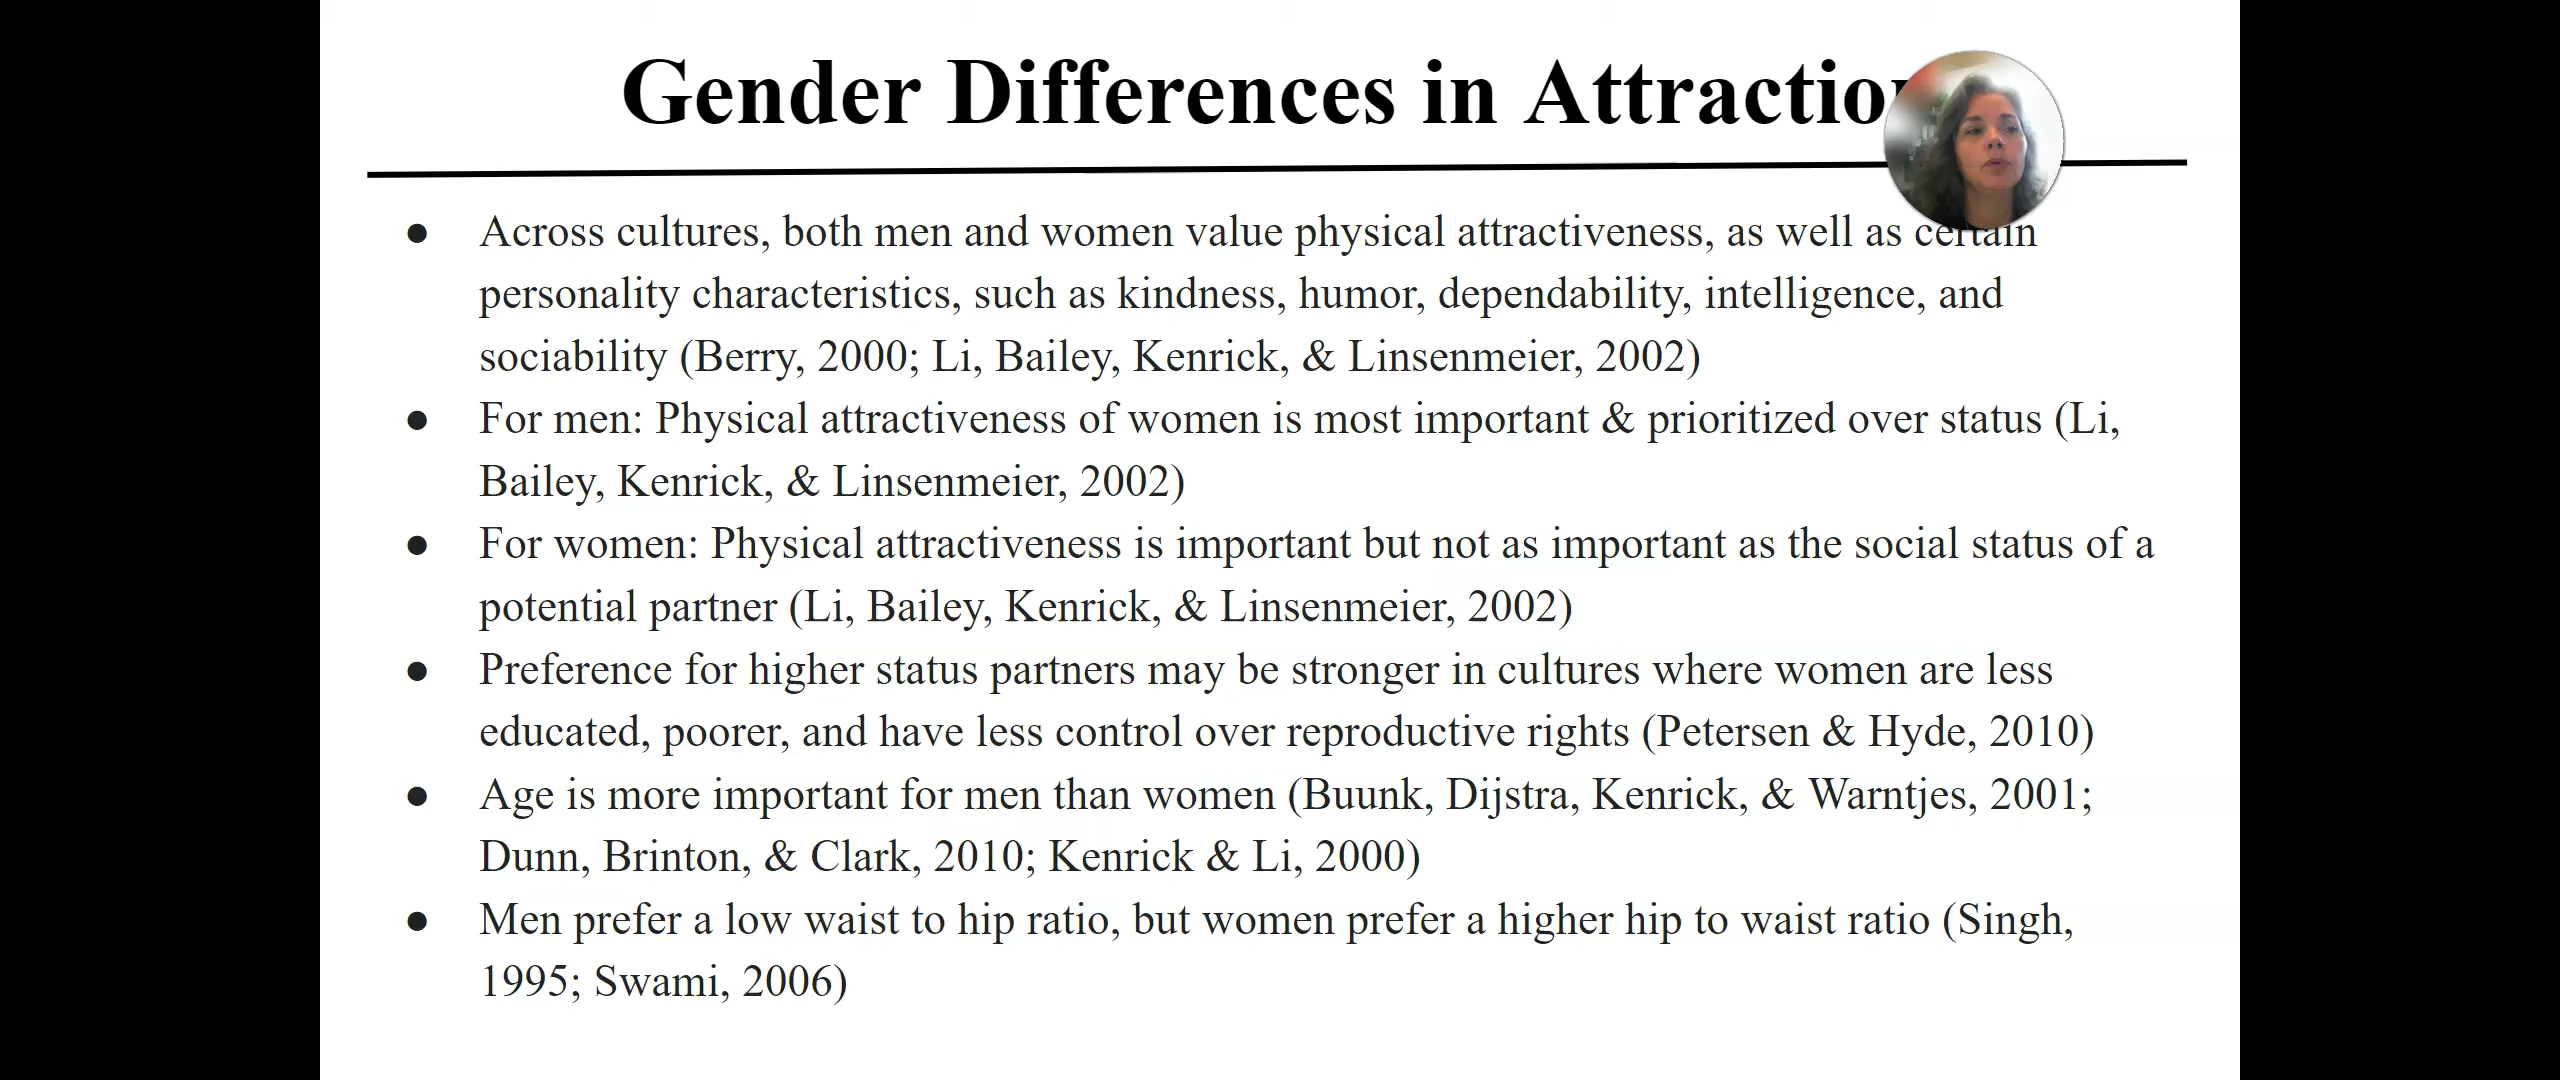 Gender Differences in Attraction
● Across cultures, both men and women value physical attractiveness, as well as certain
personality characteristics, such as kindness, humor, dependability, intelligence, and
sociability (Berry, 2000; Li, Bailey, Kenrick, & Linsenmeier, 2002)
● For men: Physical attractiveness of women is most important & prioritized over status (Li,
Bailey, Kenrick, & Linsenmeier, 2002)
● For women: Physical attractiveness is important but not as important as the social status of a
potential partner (Li, Bailey, Kenrick, & Linsenmeier, 2002)
● Preference for higher status partners may be stronger in cultures where women are less
educated, poorer, and have less control over reproductive rights (Petersen & Hyde, 2010)
● Age is more important for men than women (Buunk, Dijstra, Kenrick, & Warntjes, 2001;
Dunn, Brinton, & Clark, 2010; Kenrick & Li, 2000)
● Men prefer a low waist to hip ratio, but women prefer a higher hip to waist ratio (Singh,
1995; Swami, 2006)